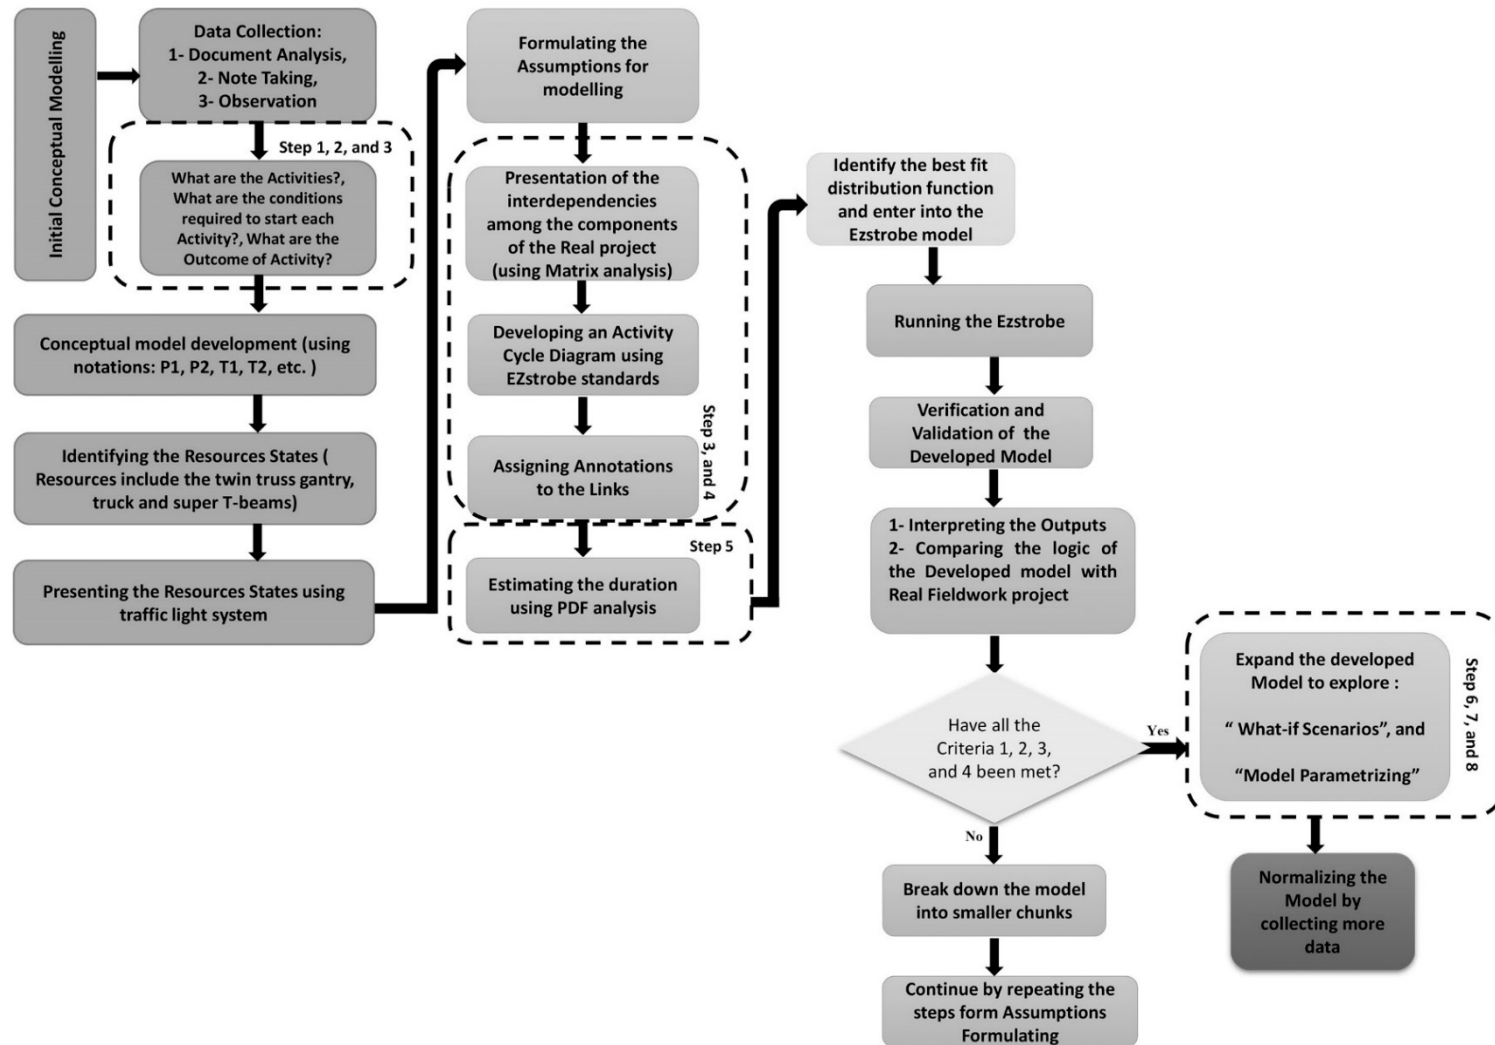 Initial Conceptual Modelling
Data Collection:
1- Document Analysis,
2- Note Taking,
3- Observation
Step 1, 2, and 3
What are the Activities?,
What are the conditions
required to start each
Activity?, What are the
Outcome of Activity?
Conceptual model development (using
notations: P1, P2, T1, T2, etc. )
Identifying the Resources States (
Resources include the twin truss gantry,
truck and super T-beams)
Presenting the Resources States using
traffic light system
Formulating the
Assumptions for
modelling
Presentation of the
interdependencies
among the components
of the Real project
(using Matrix analysis)
Developing an Activity
Cycle Diagram using
EZstrobe standards
Assigning Annotations
to the Links
Step 3, and 4
Step 5
Estimating the duration
using PDF analysis
Identify the best fit
distribution function
and enter into the
Ezstrobe model
Running the Ezstrobe
Verification and
Validation of the
Developed Model
1- Interpreting the Outputs
2- Comparing the logic of
the Developed model with
Real Fieldwork project
Have all the
Criteria 1, 2, 3,
and 4 been met?
Yes
No
Break down the model
into smaller chunks
Continue by repeating the
steps form Assumptions
Formulating
Expand the developed
Model to explore :
“ What-if Scenarios”, and
“Model Parametrizing”
Step 6, 7, and 8
Normalizing the
Model by
collecting more
data